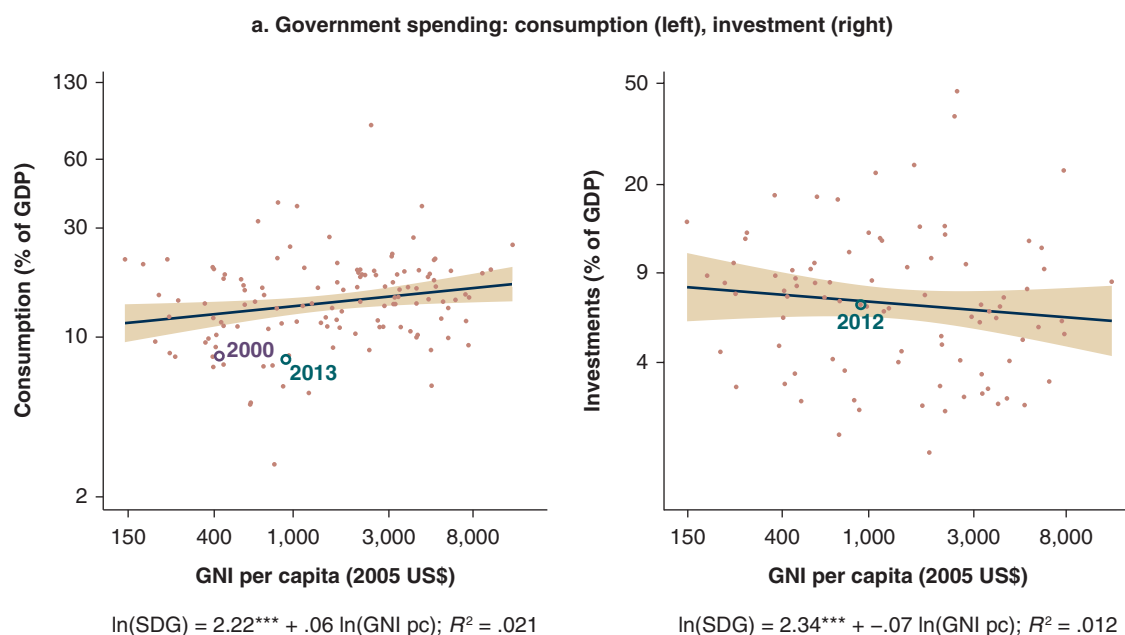 a. Government spending: consumption (left), investment (right)
Consumption (% of GDP)
130
60
30
10
2
2000
2013
150 400 1,000 3,000 8,000
GNI per capita (2005 US$)
ln(SDG) = 2.22*** + .06 ln(GNI pc); R² = .021
Investments (% of GDP)
50
20
9
4
2012
150 400 1,000 3,000 8,000
GNI per capita (2005 US$)
ln(SDG) = 2.34*** + –.07 ln(GNI pc); R² = .012